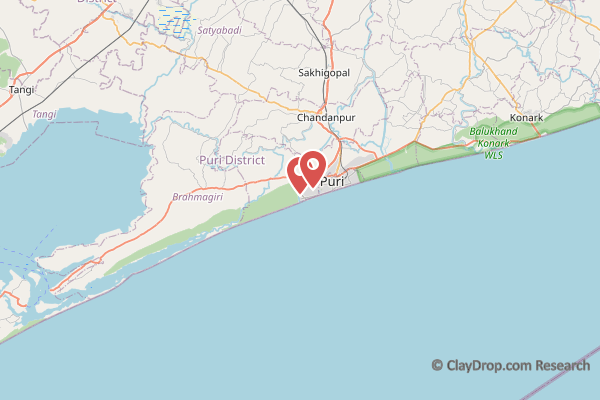 District
Satyabadi
Tangi
Sakhigopal
Tangi
Chandanpur
Konark
Balukhand
Konark
WLS
Puri District
Puri
Brahmagiri
© ClayDrop.com Research